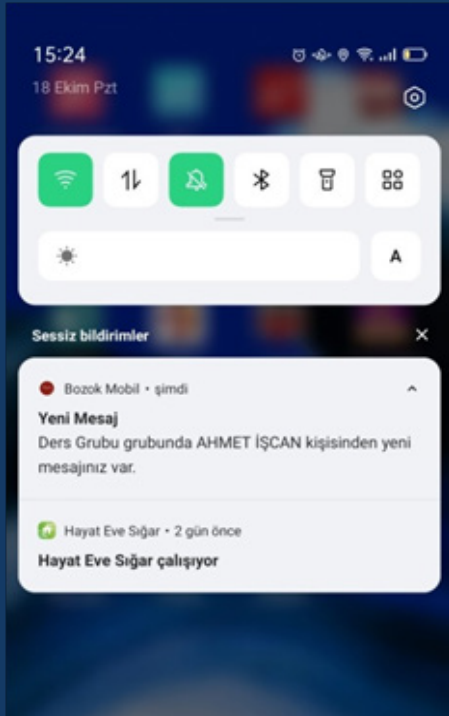 15:24
18 Ekim Pzt
A
Sessiz bildirimler
Bozok Mobil • şimdi
Yeni Mesaj
Ders Grubu grubunda AHMET İŞCAN kişisinden yeni
mesajınız var.
Hayat Eve Sığar • 2 gün önce
Hayat Eve Sığar çalışıyor